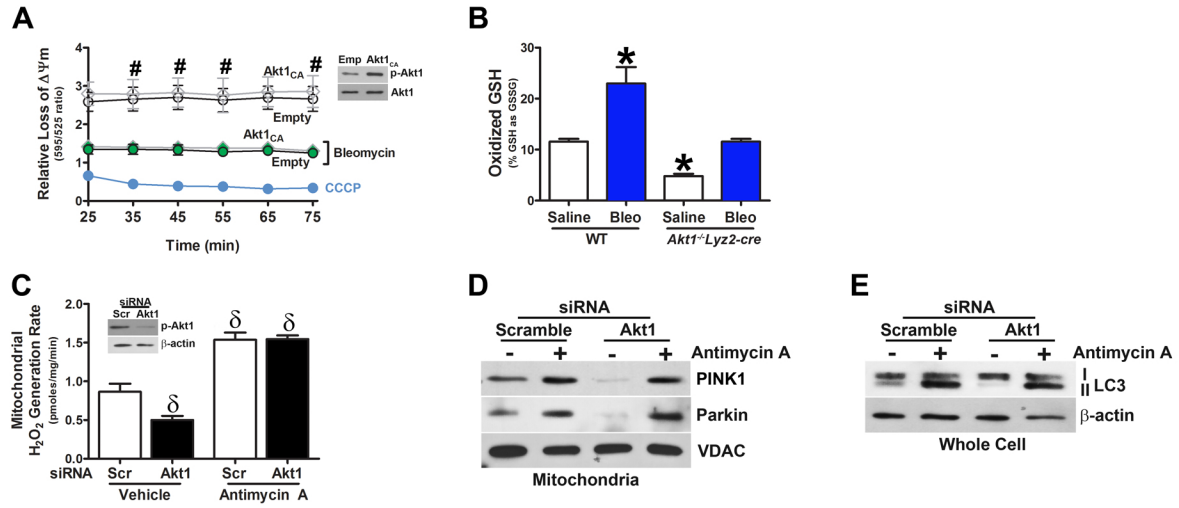 A
Relative Loss of ΔΨm
(595/525 ratio)
4
3
2
1
0
# # # #
Akt1CA
Empty
Akt1CA
Empty
Bleomycin
CCCP
25 35 45 55 65 75
Time (min)
Emp Akt1CA
p-Akt1
Akt1
B
Oxidized GSH
(% GSH as GSSG)
30
20
10
0
*
*
Saline Bleo Saline Bleo
WT Akt1-/-Lyz2-cre
C
Mitochondrial
H2O2 Generation Rate
(pmoles/mg/min)
2.0
1.5
1.0
0.5
0.0
siRNA
Scr Akt1
p-Akt1
β-actin
δ
δ δ
siRNA Scr Akt1 Scr Akt1
Vehicle Antimycin A
D
siRNA
Scramble Akt1
- + - + Antimycin A
PINK1
Parkin
VDAC
Mitochondria
E
siRNA
Scramble Akt1
- + - + Antimycin A
I
II LC3
β-actin
Whole Cell